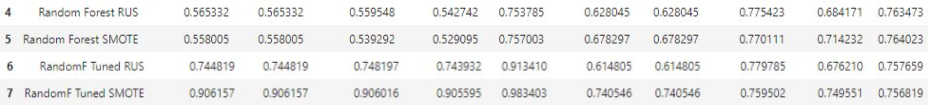 4 Random Forest RUS 0.565332 0.565332 0.559548 0.542742 0.753785 0.628045 0.628045 0.775423 0.684171 0.763473
5 Random Forest SMOTE 0.558005 0.558005 0.539292 0.529095 0.757003 0.678297 0.678297 0.770111 0.714232 0.764023
6 RandomF Tuned RUS 0.744819 0.744819 0.748197 0.743932 0.913410 0.614805 0.614805 0.779785 0.676210 0.757659
7 RandomF Tuned SMOTE 0.906157 0.906157 0.906016 0.905595 0.983403 0.740546 0.740546 0.759502 0.749551 0.756819